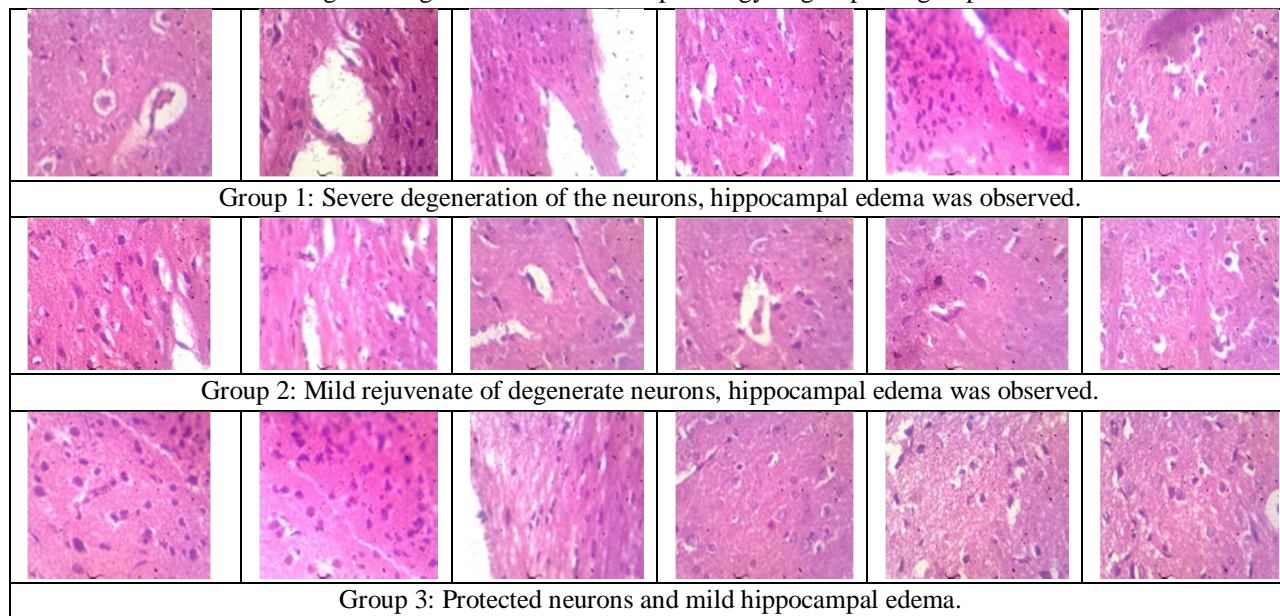 Group 1: Severe degeneration of the neurons, hippocampal edema was observed.
Group 2: Mild rejuvenate of degenerate neurons, hippocampal edema was observed.
Group 3: Protected neurons and mild hippocampal edema.